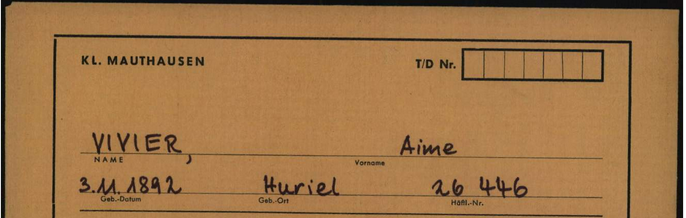 KL. MAUTHAUSEN T/D Nr.
VIVIER, Aime
NAME Vorname
3.11.1892 Huriel 26 446
Geb.-Datum Geb.-Ort Häftl.-Nr.